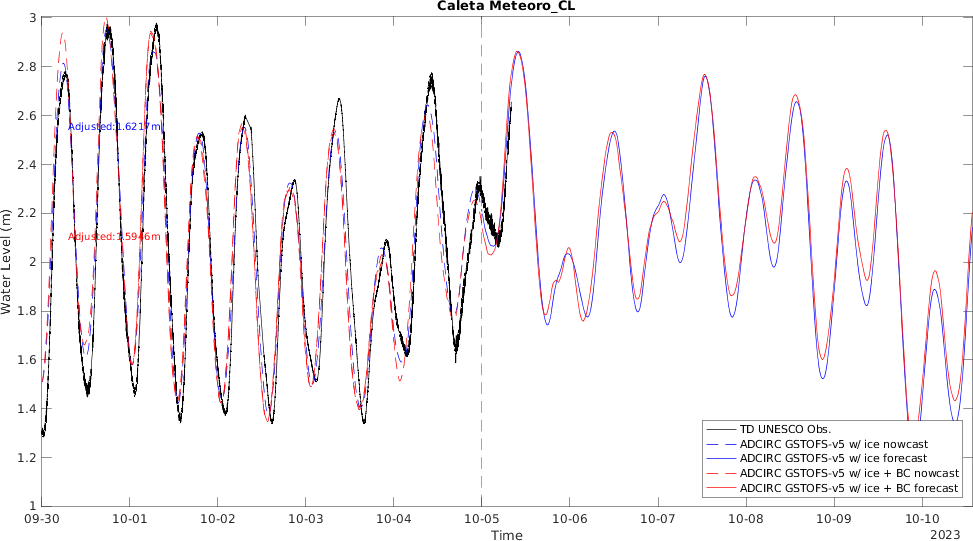 Caleta Meteoro_CL
3
2.8
2.6
2.4
2.2
2
1.8
1.6
1.4
1.2
1
Water Level (m)
Adjusted:1.6217m
Adjusted:1.5946m
TD UNESCO Obs.
ADCIRC GSTOFS-v5 w/ ice nowcast
ADCIRC GSTOFS-v5 w/ ice forecast
ADCIRC GSTOFS-v5 w/ ice + BC nowcast
ADCIRC GSTOFS-v5 w/ ice + BC forecast
09-30 10-01 10-02 10-03 10-04 10-05 10-06 10-07 10-08 10-09 10-10
Time
2023